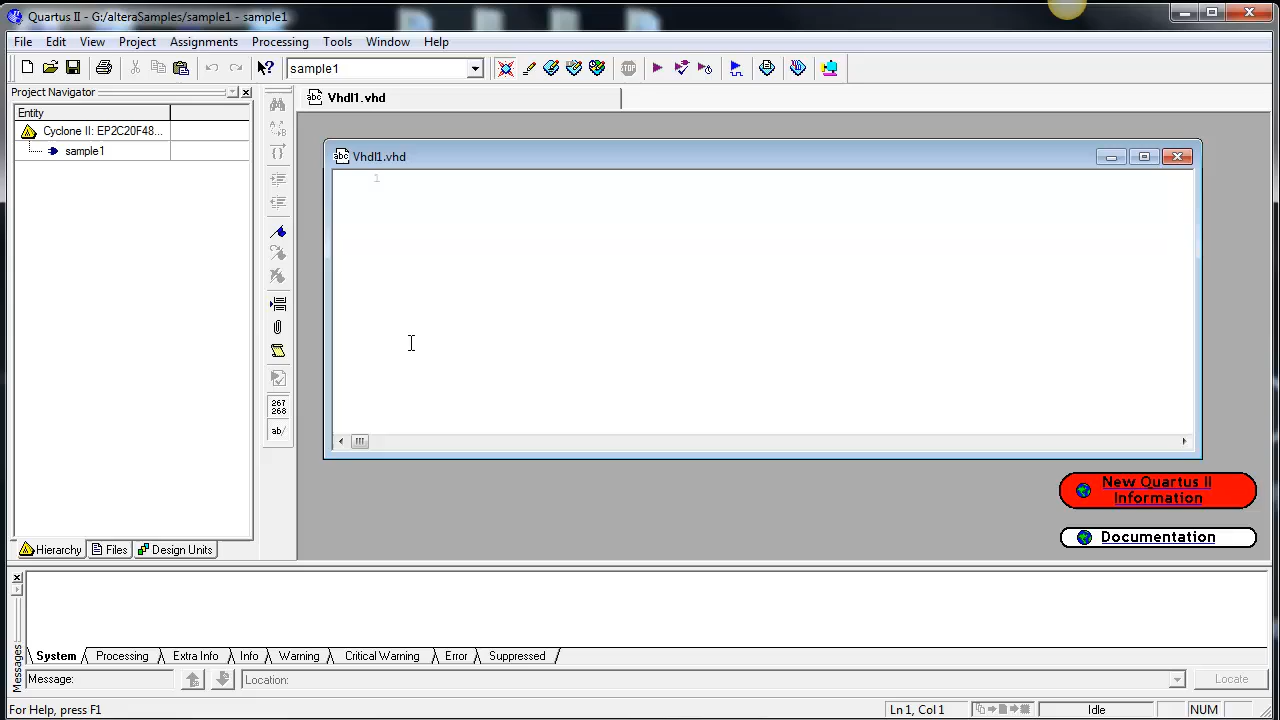 Quartus II - G:/alteraSamples/sample1 - sample1
File Edit View Project Assignments Processing Tools Window Help
sample1
STOP
Project Navigator
abc Vhdl1.vhd
Entity
Cyclone II: EP2C20F48...
sample1
abc Vhdl1.vhd
1
267
268
ab/
New Quartus II
Information
Documentation
Hierarchy Files Design Units
System Processing Extra Info Info Warning Critical Warning Error Suppressed
Messages
Message: Location: Locate
For Help, press F1 Ln 1, Col 1 Idle NUM